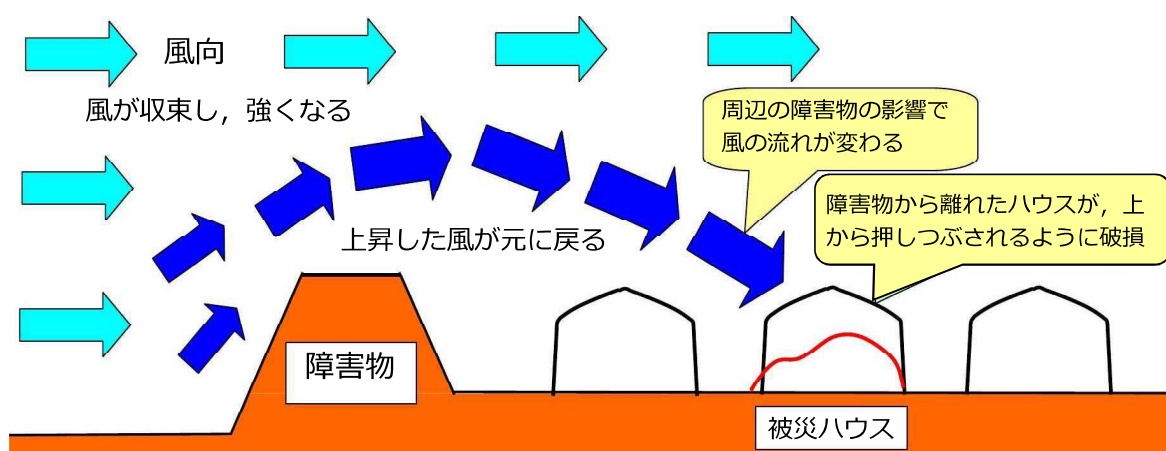 風向
風が収束し，強くなる
周辺の障害物の影響で
風の流れが変わる
障害物から離れたハウスが，上
から押しつぶされるように破損
上昇した風が元に戻る
障害物
被災ハウス